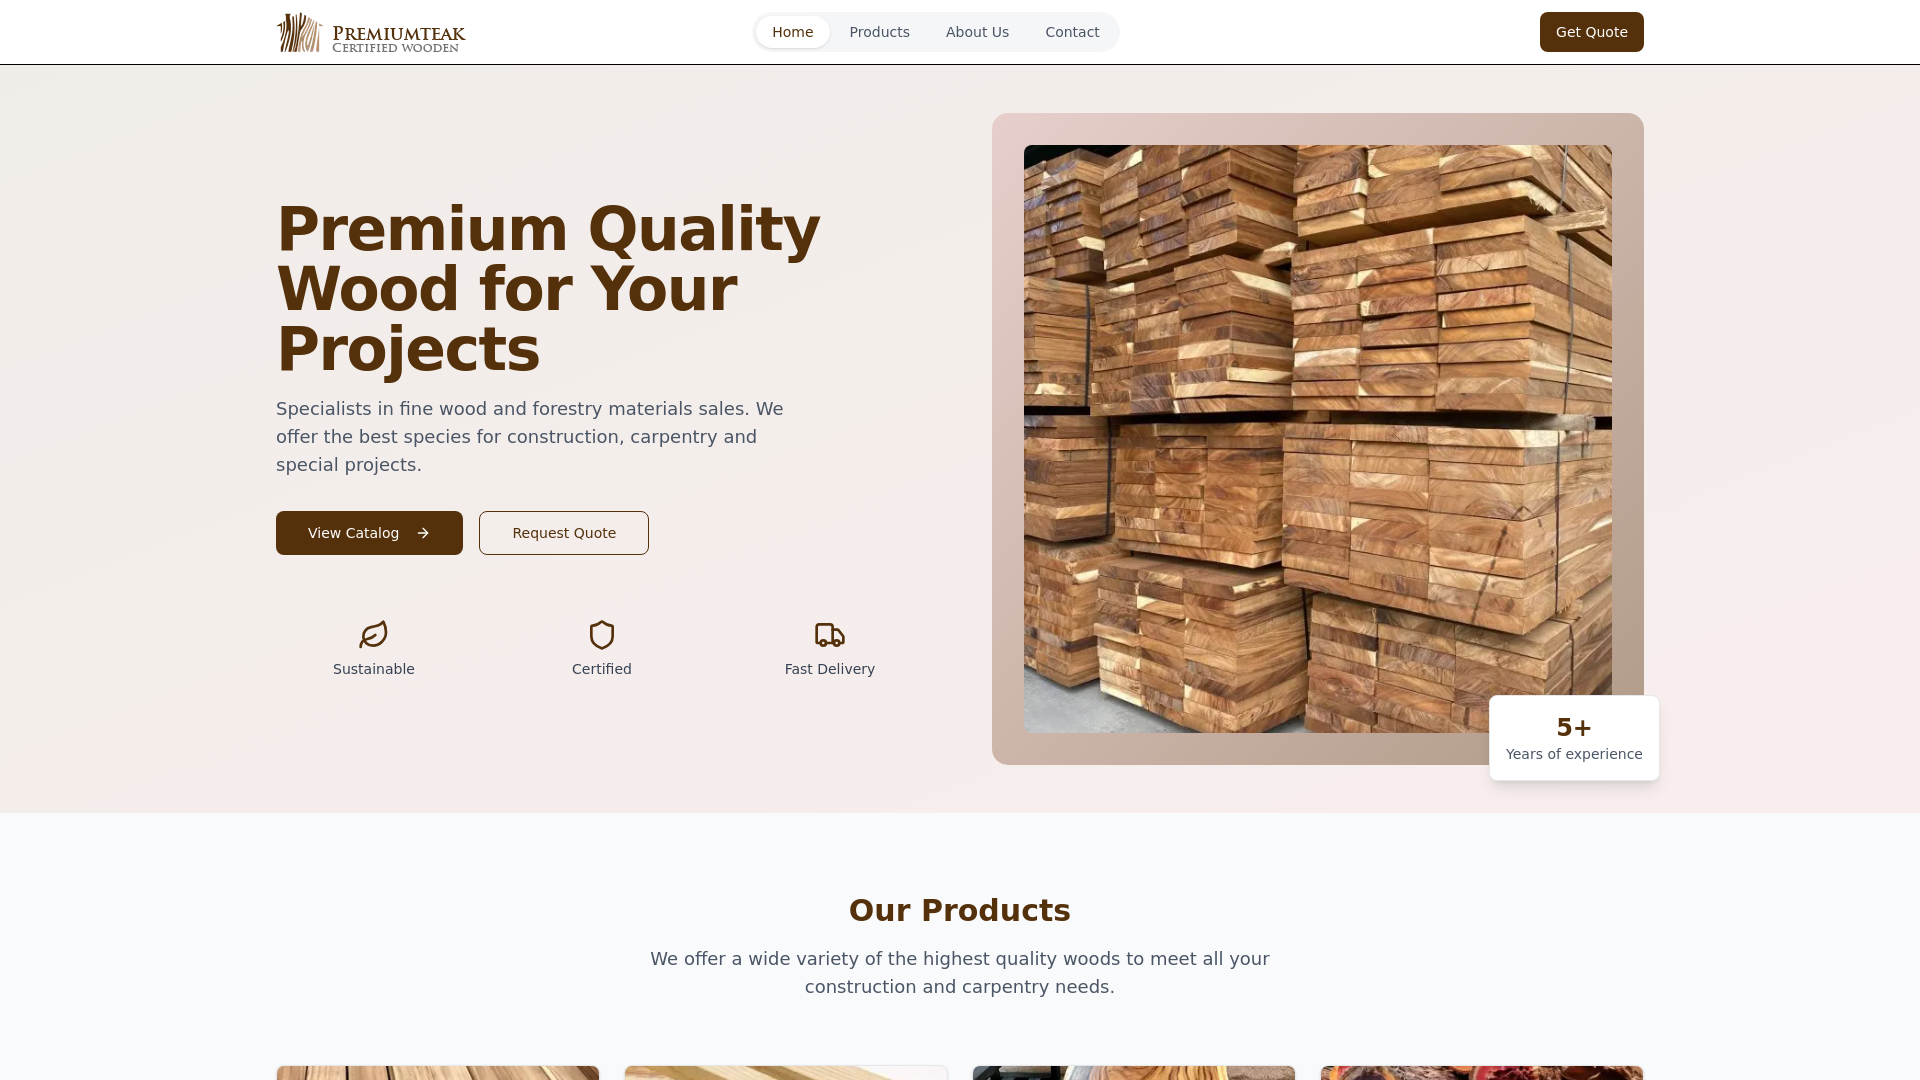 PREMIUMTEAK
CERTIFIED WOODEN
Home
Products
About Us
Contact
Get Quote
Premium Quality
Wood for Your
Projects
Specialists in fine wood and forestry materials sales. We
offer the best species for construction, carpentry and
special projects.
View Catalog
Request Quote
Sustainable
Certified
Fast Delivery
5+
Years of experience
Our Products
We offer a wide variety of the highest quality woods to meet all your
construction and carpentry needs.